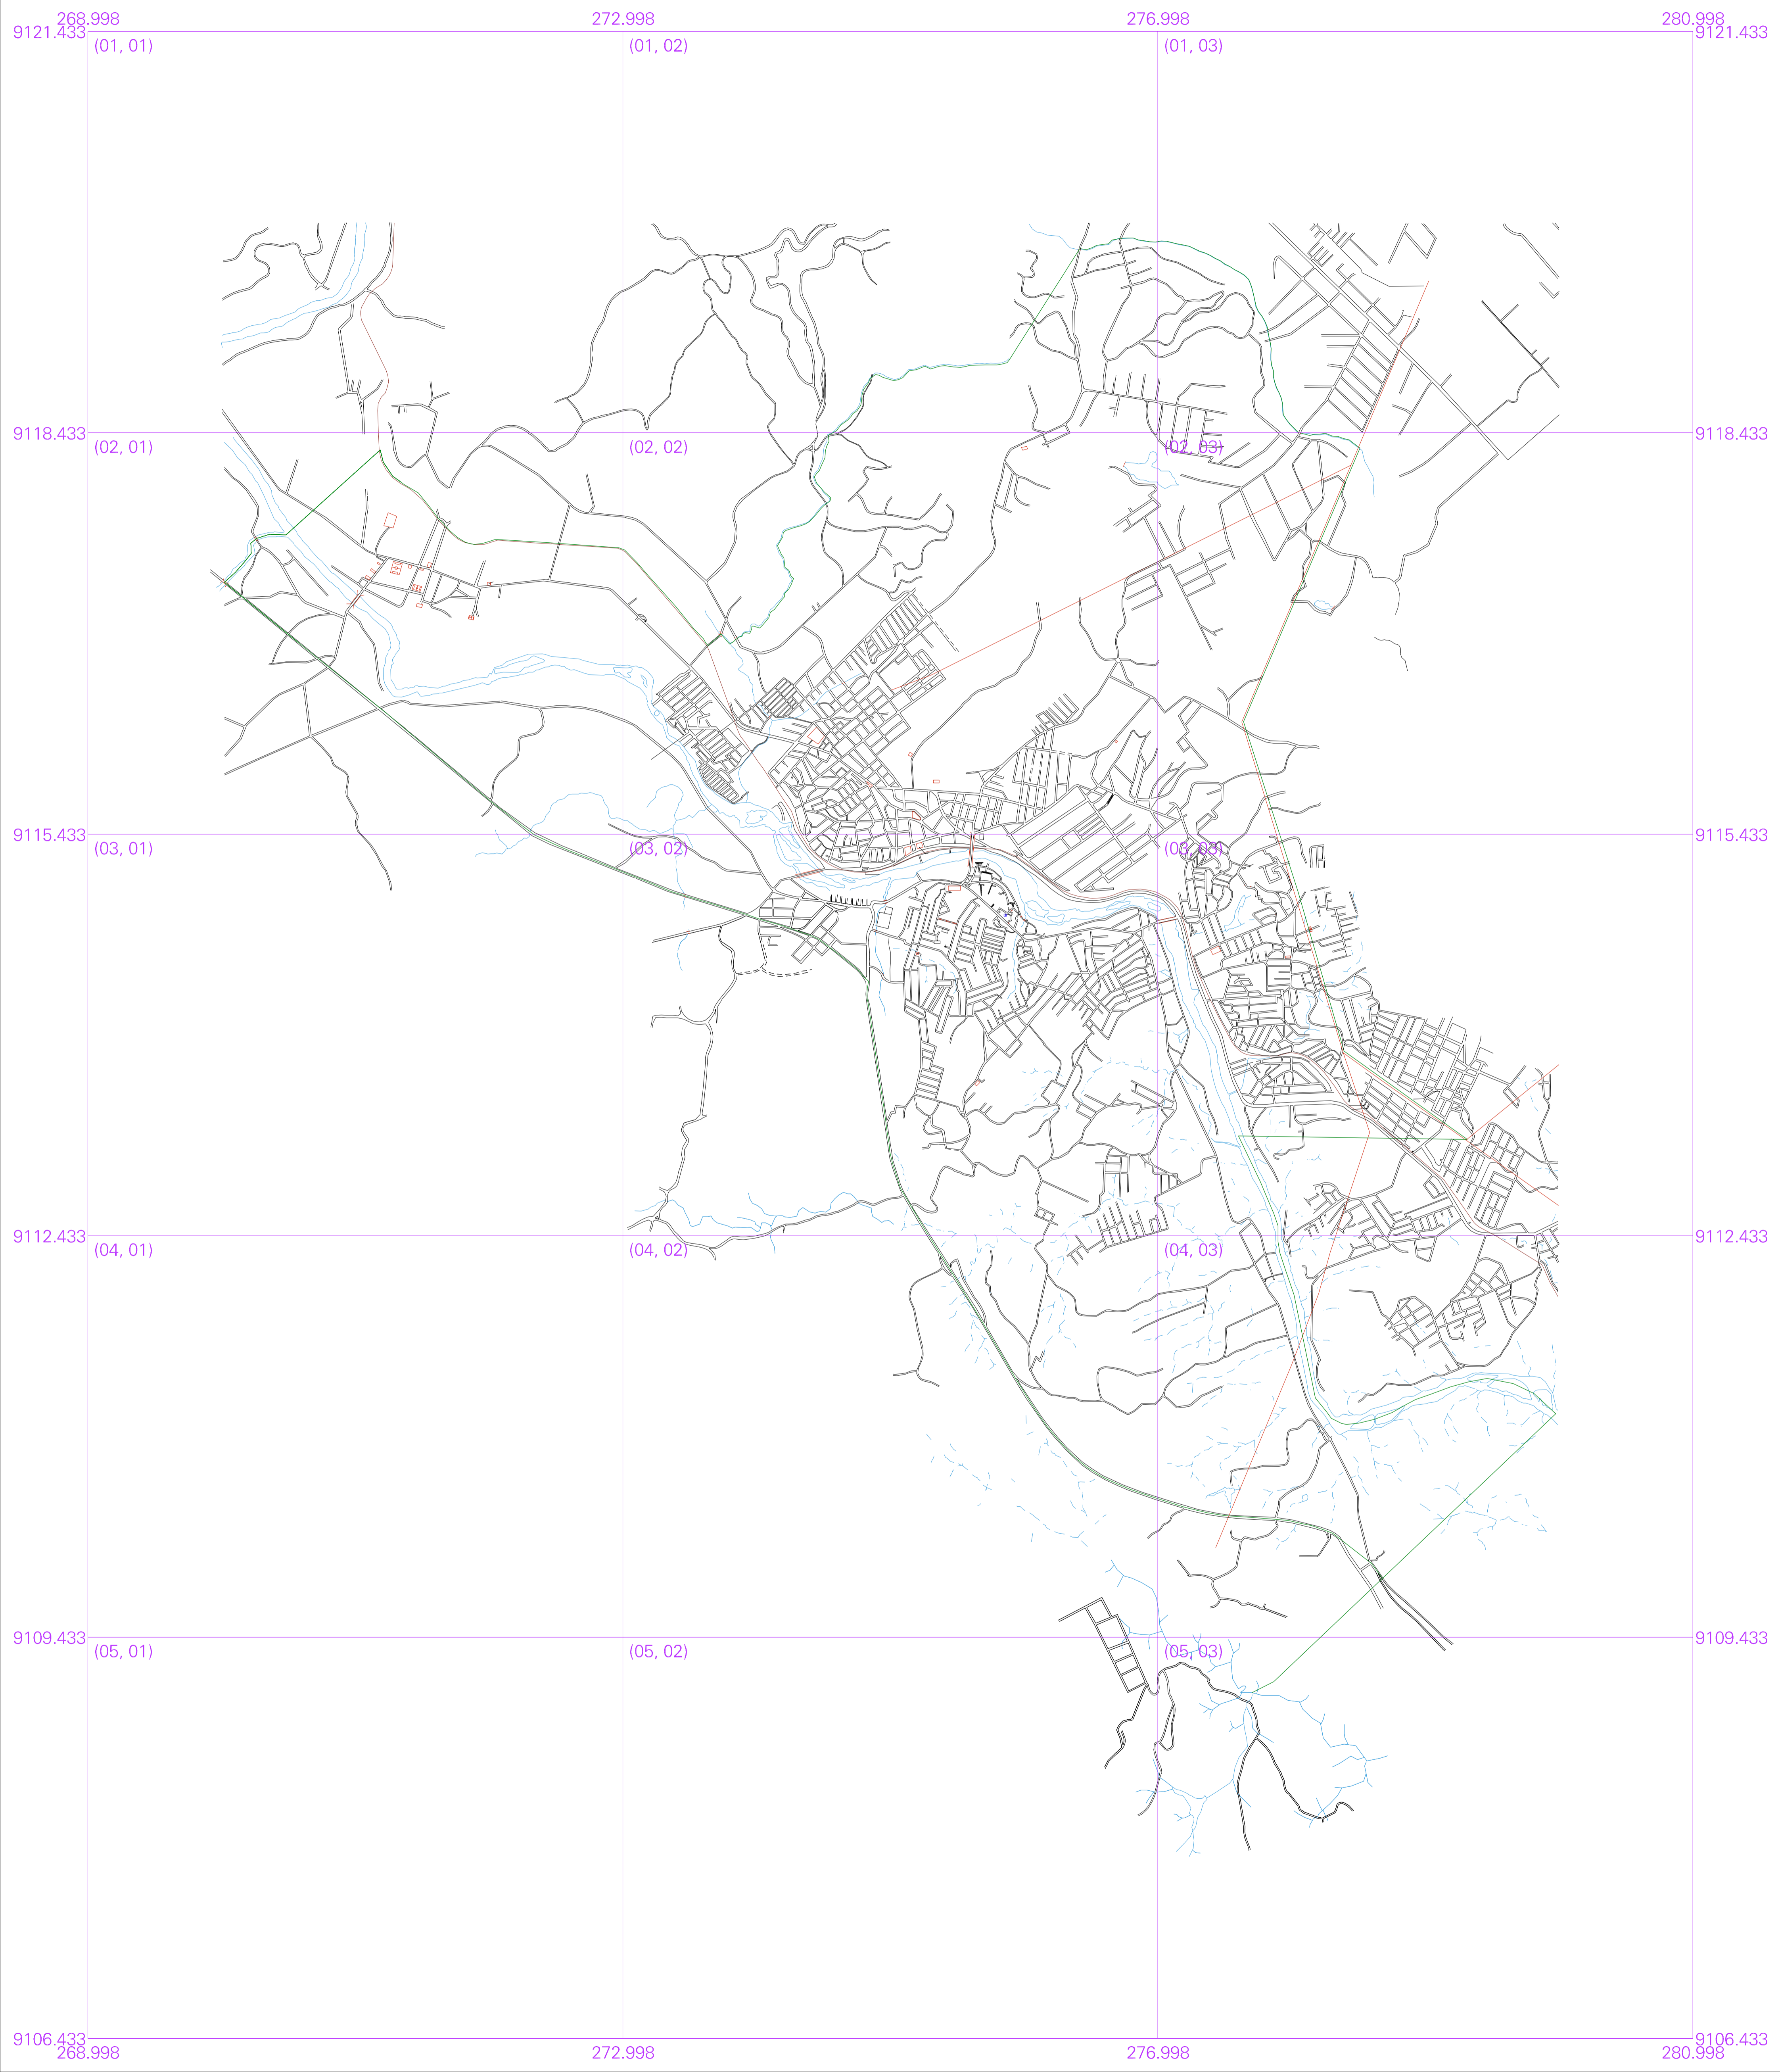 268.998 272.998 276.998 280.998
9121.433 9121.433
(01, 01) (01, 02) (01, 03)
9118.433 9118.433
(02, 01) (02, 02) (02, 03)
9115.433 9115.433
(03, 01) (03, 02) (03, 03)
9112.433 9112.433
(04, 01) (04, 02) (04, 03)
9109.433 9109.433
(05, 01) (05, 02) (05, 03)
9106.433 9106.433
268.998 272.998 276.998 280.998